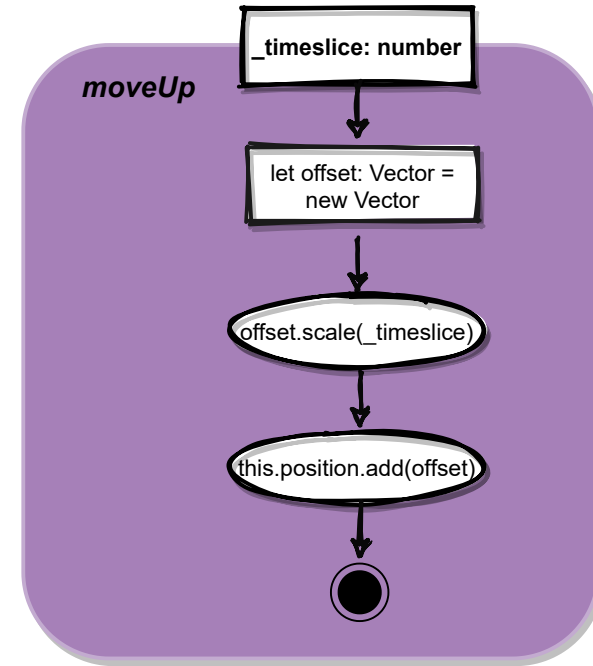 _timeslice: number
moveUp
let offset: Vector =
new Vector
offset.scale(_timeslice)
this.position.add(offset)